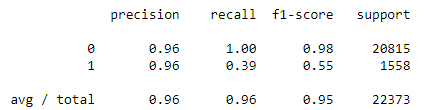 precision recall f1-score support
0 0.96 1.00 0.98 20815
1 0.96 0.39 0.55 1558
avg / total 0.96 0.96 0.95 22373